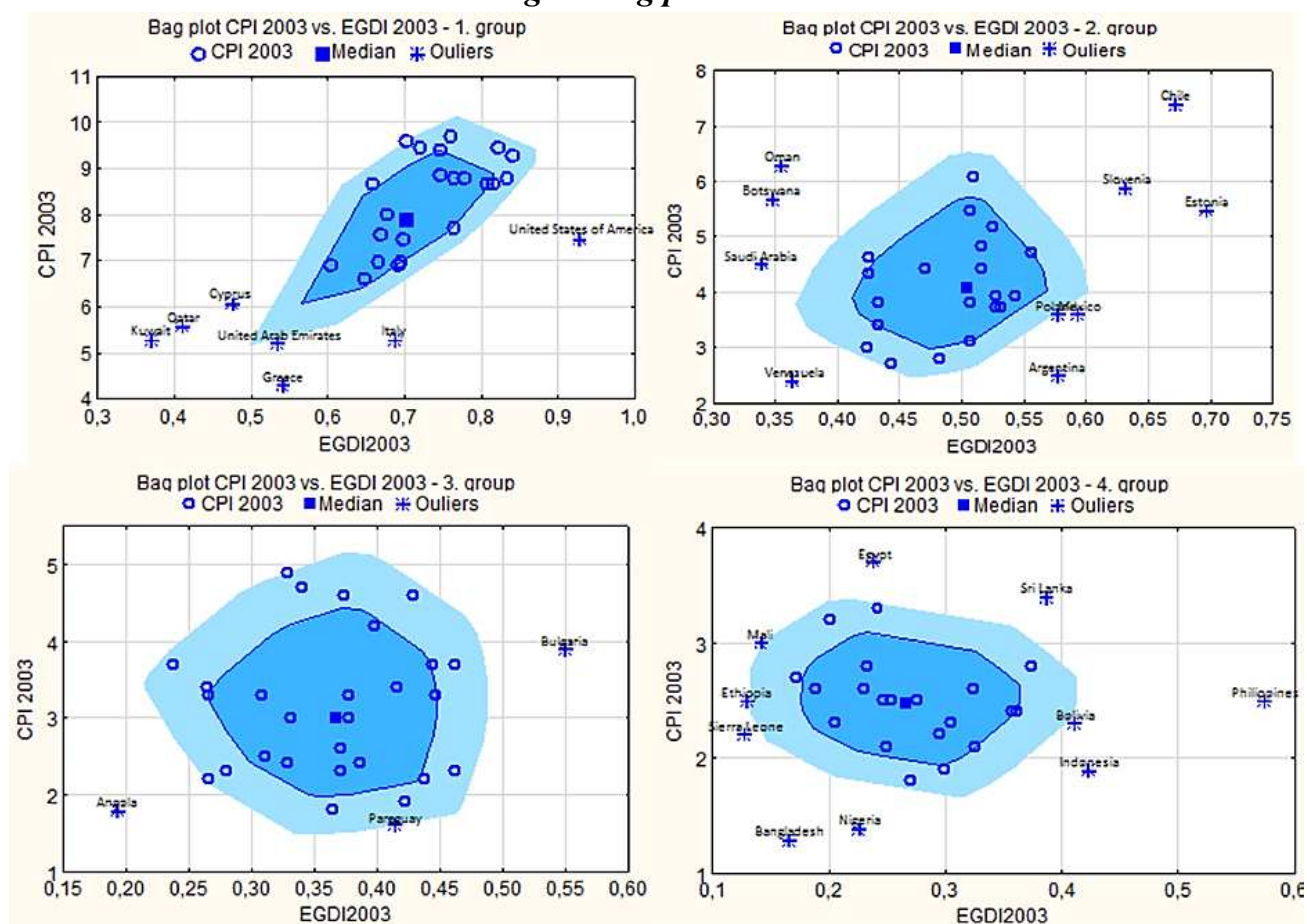 Bag plot CPI 2003 vs. EGDI 2003 - 1. group
CPI 2003 Median Ouliers
CPI 2003
11
10
9
8
7
6
5
4
United States of America
Cyprus
Qatar
Kuwait
United Arab Emirates
Italy
Greece
0,3 0,4 0,5 0,6 0,7 0,8 0,9 1,0
EGDI2003
Bag plot CPI 2003 vs. EGDI 2003 - 2. group
CPI 2003 Median Ouliers
CPI 2003
8
7
6
5
4
3
2
Chile
Oman
Botswana
Slovenia
Estonia
Saudi Arabia
Mexico
Venzuela
Argentina
0,30 0,35 0,40 0,45 0,50 0,55 0,60 0,65 0,70 0,75
EGDI2003
Bag plot CPI 2003 vs. EGDI 2003 - 3. group
CPI 2003 Median Ouliers
CPI 2003
5
4
3
2
1
Bulgaria
Angola
Paraguay
0,15 0,20 0,25 0,30 0,35 0,40 0,45 0,50 0,55 0,60
EGDI2003
Bag plot CPI 2003 vs. EGDI 2003 - 4. group
CPI 2003 Median Ouliers
CPI 2003
4
3
2
1
Egypt
Sri Lanka
Mali
Ethiopia
Philippines
Sierra Leone
Bolivia
Indonesia
Nigeria
Bangladesh
0,1 0,2 0,3 0,4 0,5 0,6
EGDI2003